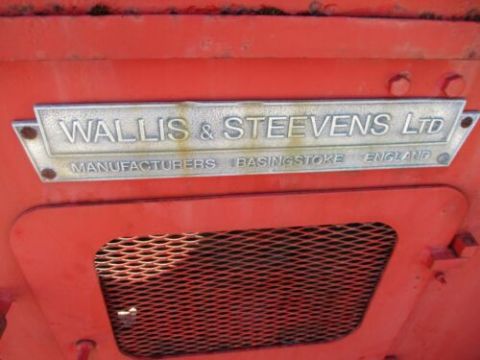 WALLIS & STEEVENS LTD
MANUFACTURERS BASINGSTOKE ENGLAND